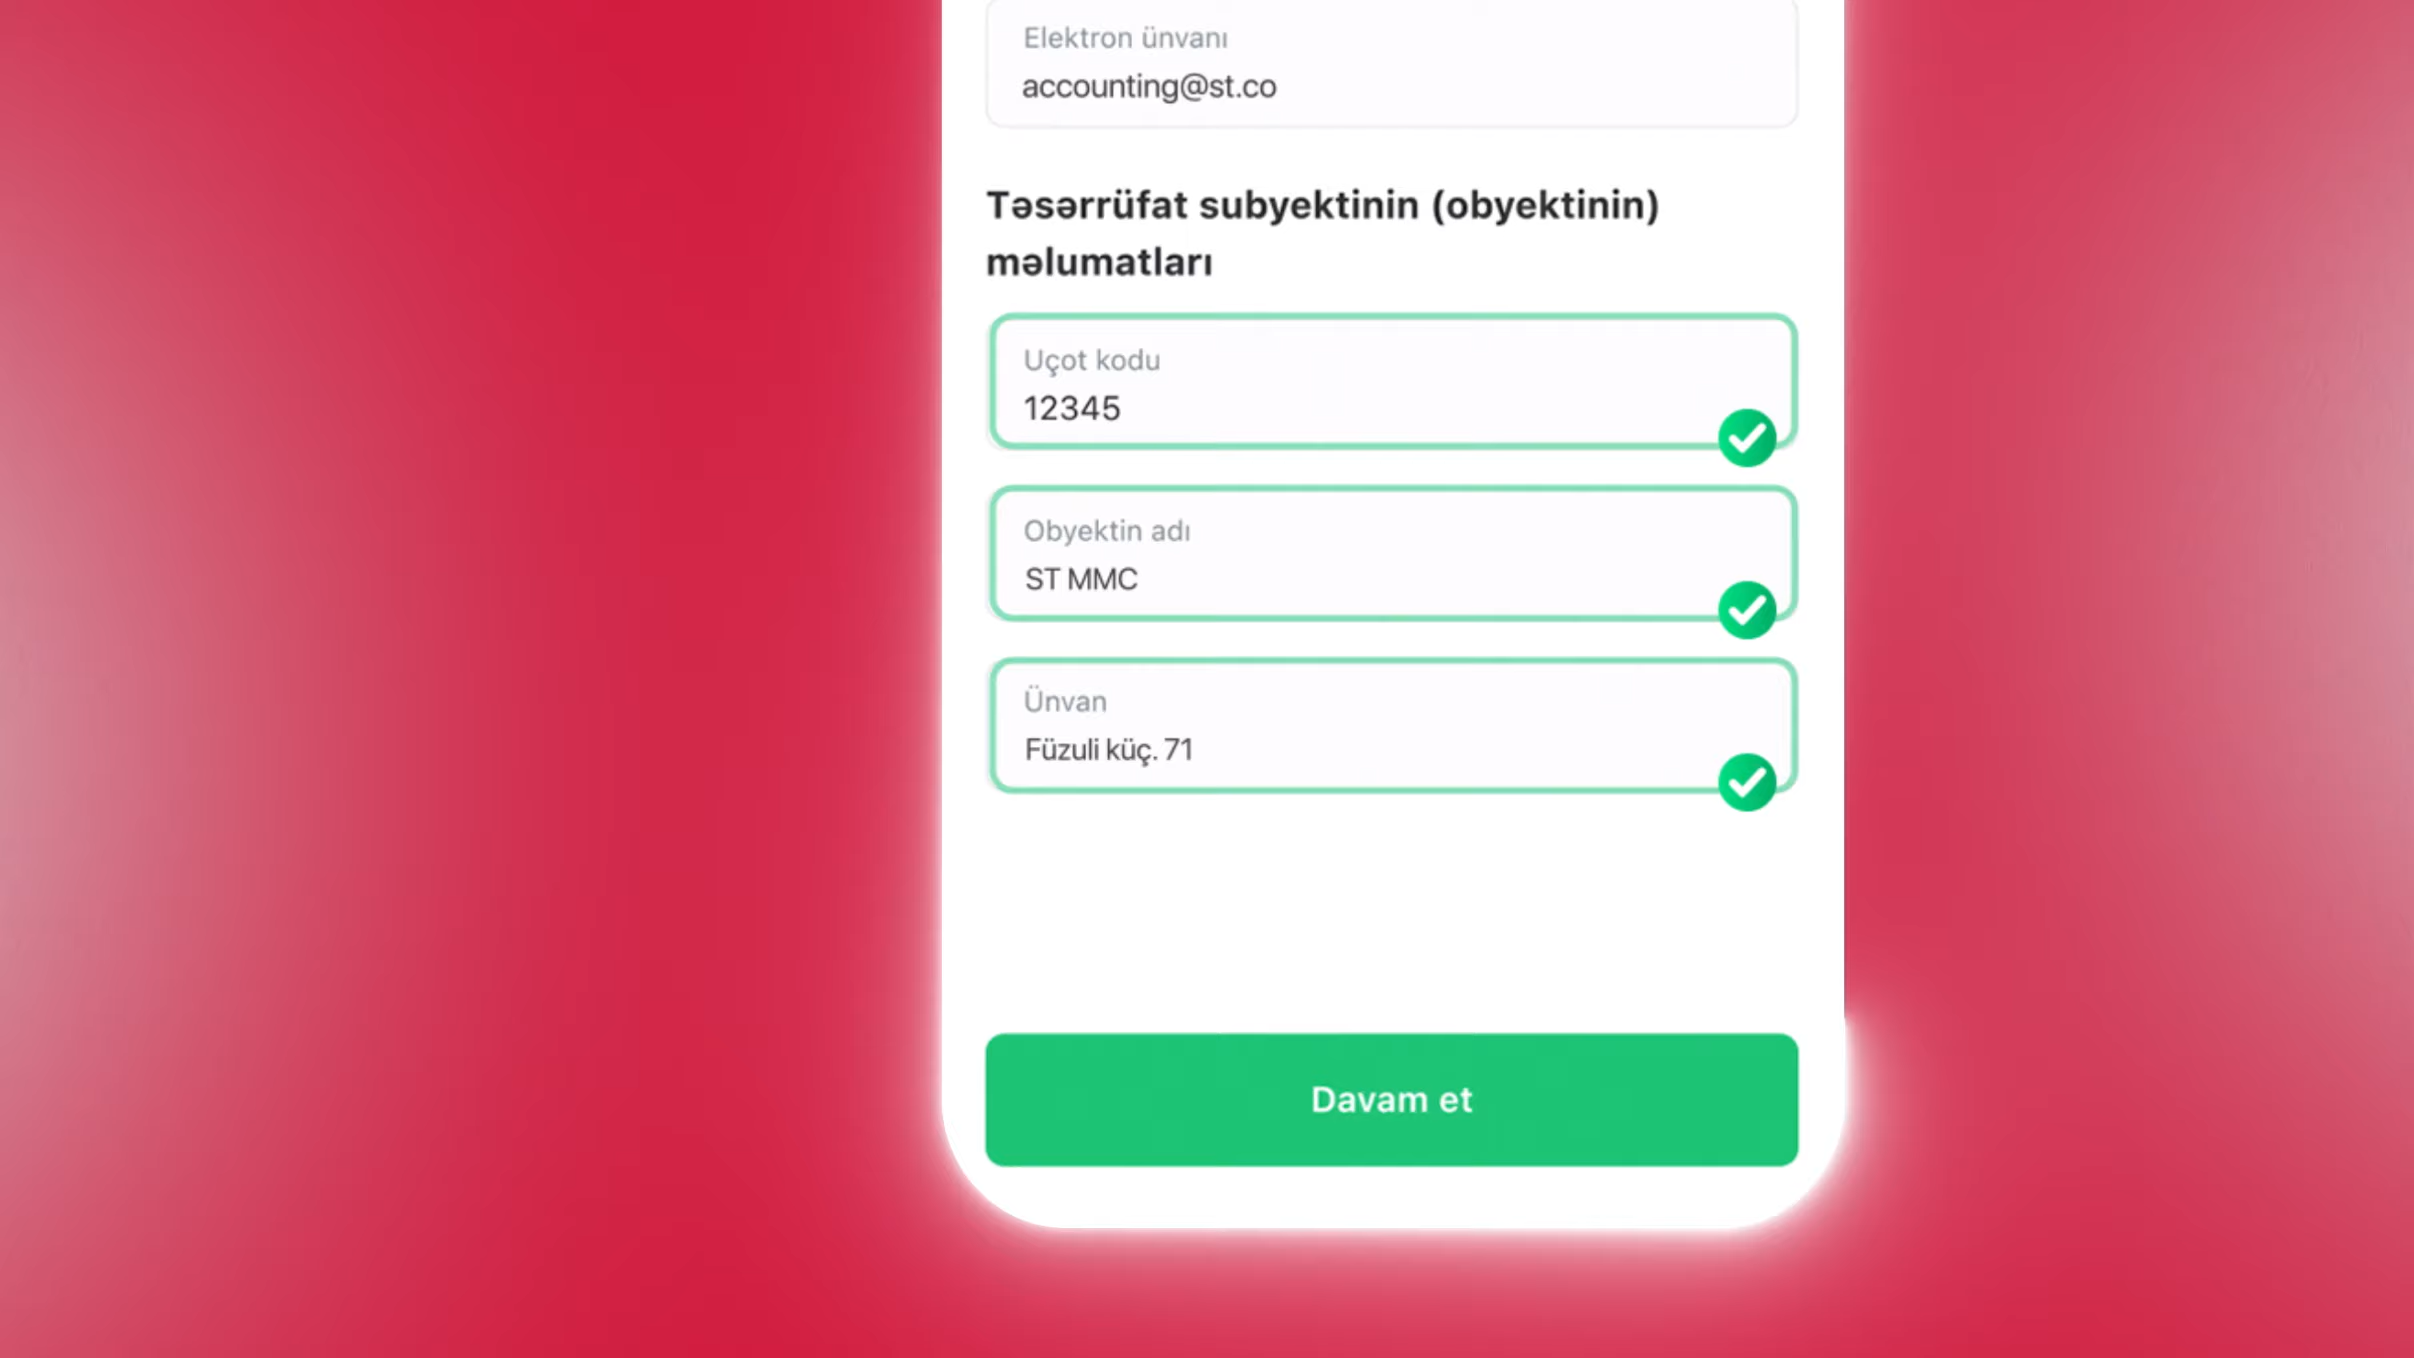 Elektron ünvanı
accounting@st.co
Təsərrüfat subyektinin (obyektinin)
məlumatları
Uçot kodu
12345
Obyektin adı
ST MMC
Ünvan
Füzuli küç. 71
Davam et